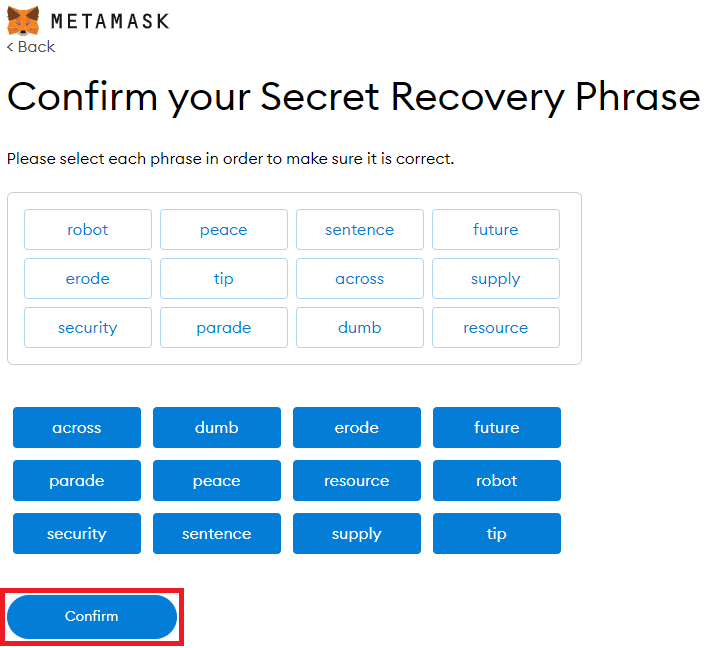 METAMASK
< Back
Confirm your Secret Recovery Phrase
Please select each phrase in order to make sure it is correct.
robot peace sentence future
erode tip across supply
security parade dumb resource
across dumb erode future
parade peace resource robot
security sentence supply tip
Confirm